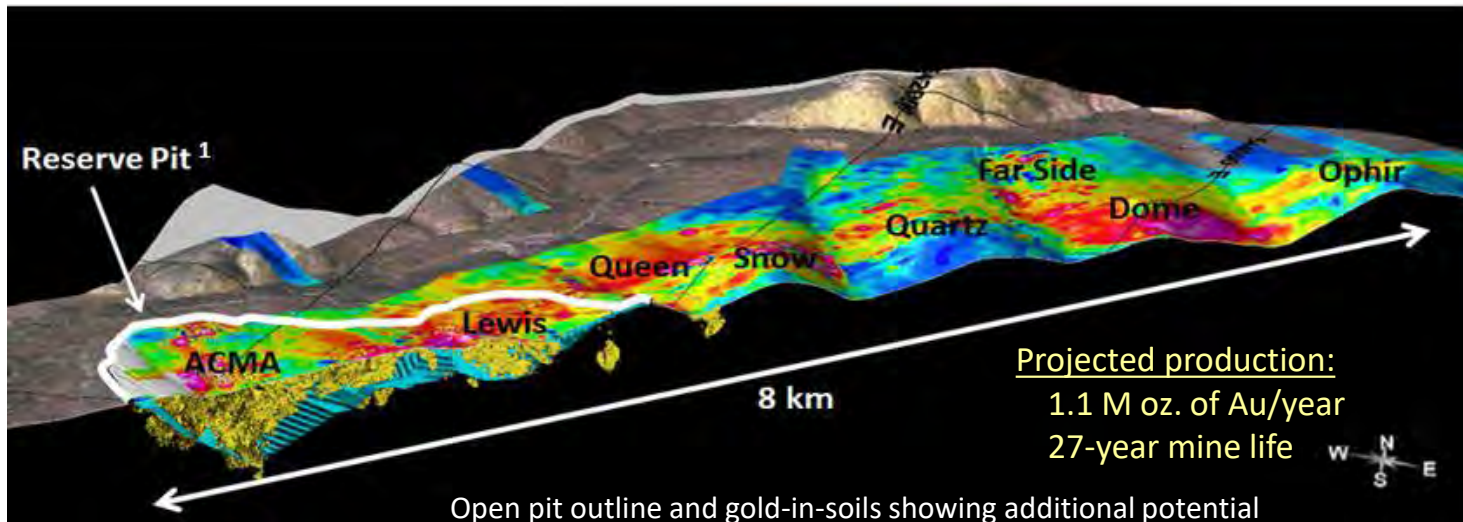 Reserve Pit 1
Far Side
Ophir
Dome
Quartz
Queen
Snow
Lewis
ACMA
Projected production:
1.1 M oz. of Au/year
27-year mine life
8 km
N
W
E
S
Open pit outline and gold-in-soils showing additional potential